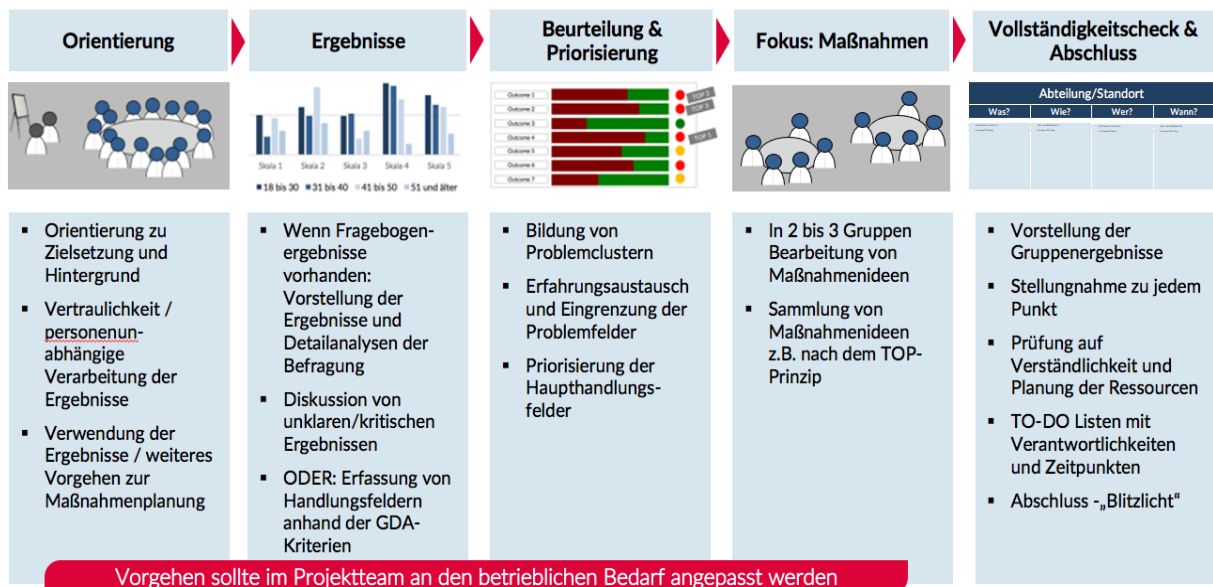 Orientierung
Ergebnisse
Beurteilung &
Priorisierung
Fokus: Maßnahmen
Vollständigkeitscheck &
Abschluss
Skala 1 Skala 2 Skala 3 Skala 4 Skala 5
18 bis 30 31 bis 40 41 bis 50 51 und älter
Outcome 1
Outcome 2
Outcome 3
Outcome 4
Outcome 5
Outcome 6
Outcome 7
TOP 2
TOP 3
TOP 1
Abteilung/Standort
Was? Wie? Wer? Wann?
▪ Orientierung zu
Zielsetzung und
Hintergrund
▪ Vertraulichkeit /
personenun-
abhängige
Verarbeitung der
Ergebnisse
▪ Verwendung der
Ergebnisse / weiteres
Vorgehen zur
Maßnahmenplanung
▪ Wenn Fragebogen-
ergebnisse
vorhanden:
Vorstellung der
Ergebnisse und
Detailanalysen der
Befragung
▪ Diskussion von
unklaren/kritischen
Ergebnissen
▪ ODER: Erfassung von
Handlungsfeldern
anhand der GDA-
Kriterien
▪ Bildung von
Problemclustern
▪ Erfahrungsaustausch
und Eingrenzung der
Problemfelder
▪ Priorisierung der
Haupthandlungs-
felder
▪ In 2 bis 3 Gruppen
Bearbeitung von
Maßnahmenideen
▪ Sammlung von
Maßnahmenideen
z.B. nach dem TOP-
Prinzip
▪ Vorstellung der
Gruppenergebnisse
▪ Stellungnahme zu jedem
Punkt
▪ Prüfung auf
Verständlichkeit und
Planung der Ressourcen
▪ TO-DO Listen mit
Verantwortlichkeiten
und Zeitpunkten
▪ Abschluss -„Blitzlicht“
Vorgehen sollte im Projektteam an den betrieblichen Bedarf angepasst werden